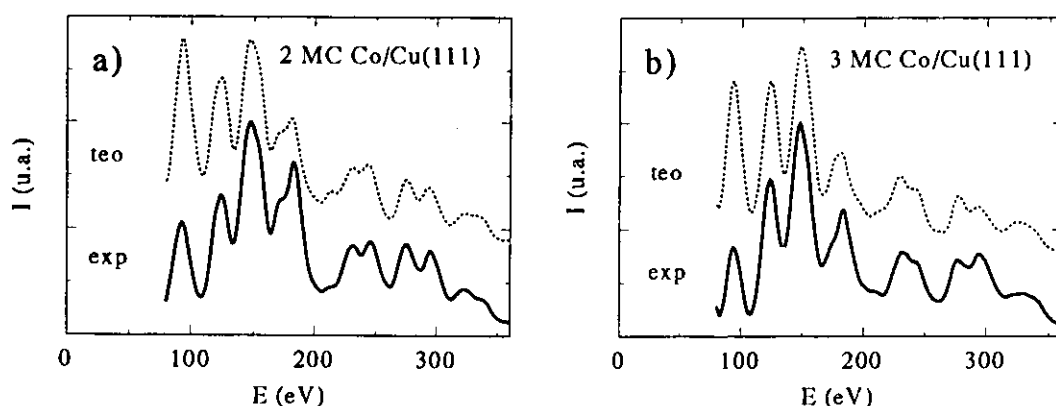 a)
2 MC Co/Cu(111)
I (u.a.)
teo
exp
0
100
200
300
E (eV)
b)
3 MC Co/Cu(111)
I (u.a.)
teo
exp
0
100
200
300
E (eV)